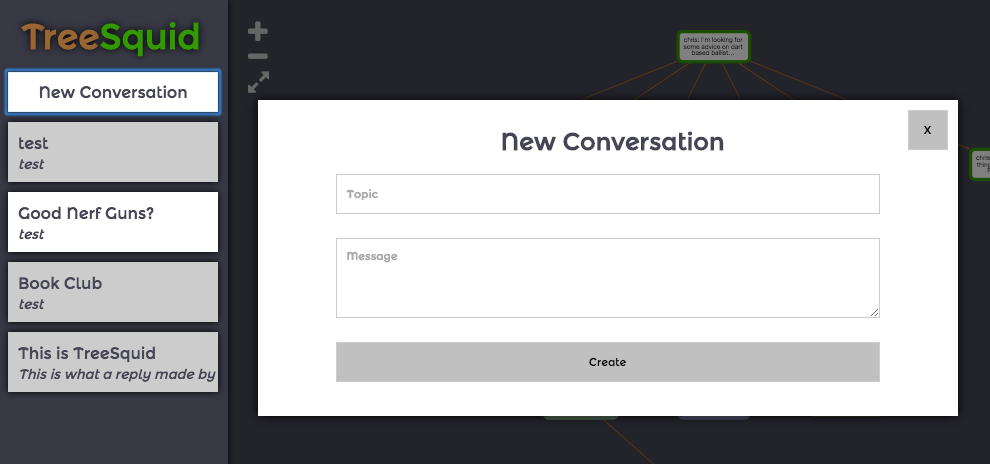 TreeSquid
New Conversation
test
test
Good Nerf Guns?
test
Book Club
test
This is TreeSquid
This is what a reply made by
chris: I'm looking for
some advice on dart
based ballist...
chris
thing
New Conversation
X
Topic
Message
Create